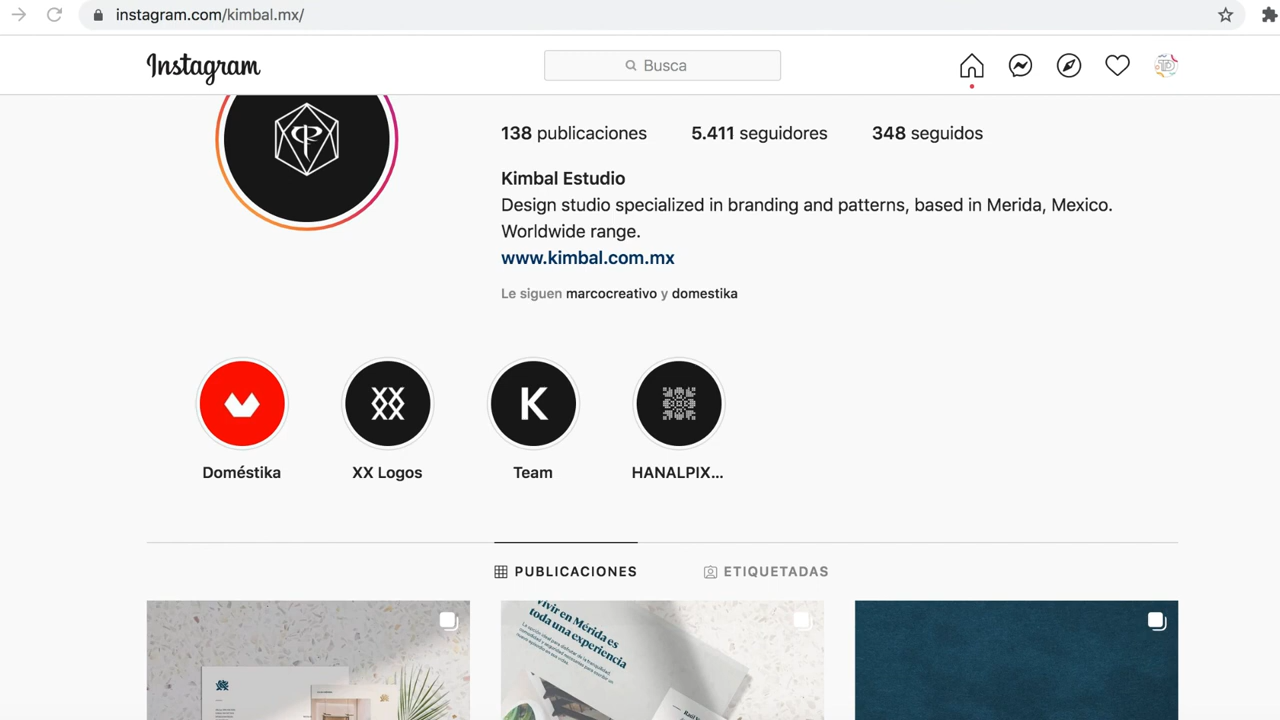 instagram.com/kimbal.mx/
Instagram
Busca
138 publicaciones 5.411 seguidores 348 seguidos
Kimbal Estudio
Design studio specialized in branding and patterns, based in Merida, Mexico.
Worldwide range.
www.kimbal.com.mx
Le siguen marcocreativo y domestika
XX
K
Doméstika XX Logos Team HANALPIX...
PUBLICACIONES ETIQUETADAS
Vivir en Mérida es
toda una experiencia